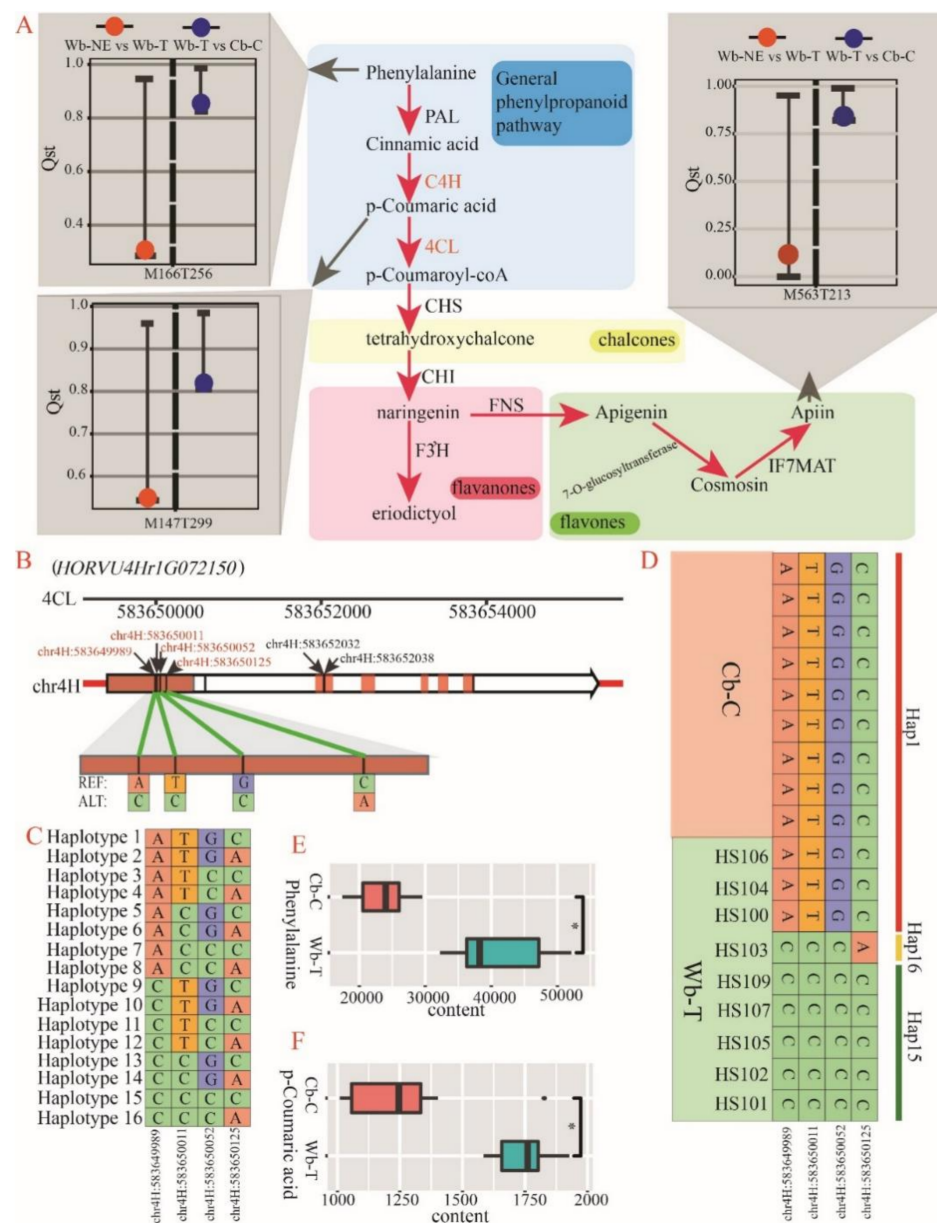 A
Wb-NE vs Wb-T Wb-T vs Cb-C
Qst
1.0
0.8
0.6
0.4
M166T256
Qst
1.0
0.9
0.8
0.6
M147T299
Phenylalanine
General
phenylpropanoid
pathway
PAL
Cinnamic acid
C4H
p-Coumaric acid
4CL
p-Coumaroyl-coA
CHS
tetrahydroxychalcone
chalcones
CHI
naringenin
FNS
F3'H
flavanones
eriodictyol
Apigenin
Apiin
7-O-glucosyltransferase
IF7MAT
Cosmosin
flavones
Wb-NE vs Wb-T Wb-T vs Cb-C
Qst
1.00
0.75
0.50
0.25
0.00
M563T213
B
(HORVU4Hr1G072150)
4CL
583650000 583652000 583654000
chr4H:583649989
chr4H:583650011
chr4H:583650052
chr4H:583650125
chr4H:583652032
chr4H:583652038
chr4H
REF: A T G C
ALT: C C C A
C
Haplotype 1 A T G C
Haplotype 2 A T G A
Haplotype 3 A T C C
Haplotype 4 A T C A
Haplotype 5 A C G C
Haplotype 6 A C G A
Haplotype 7 A C C C
Haplotype 8 A C C A
Haplotype 9 C T G C
Haplotype 10 C T G A
Haplotype 11 C T C C
Haplotype 12 C T C A
Haplotype 13 C C G C
Haplotype 14 C C G A
Haplotype 15 C C C C
Haplotype 16 C C C A
chr4H:583649989
chr4H:583650011
chr4H:583650052
chr4H:583650125
D
Cb-C
A T G C
A T G C
A T G C
A T G C
A T G C
A T G C
A T G C
A T G C
A T G C
Wb-T
HS106 A T G C
HS104 A T G C
HS100 A T G C
HS103 C C C A
HS109 C C C C
HS107 C C C C
HS105 C C C C
HS102 C C C C
HS101 C C C C
Hap1
Hap16
Hap15
chr4H:583649989
chr4H:583650011
chr4H:583650052
chr4H:583650125
E
Phenylalanine
Cb-C
Wb-T
*
20000 30000 40000 50000
content
F
p-Coumaric acid
Cb-C
Wb-T
*
1000 1250 1500 1750 2000
content